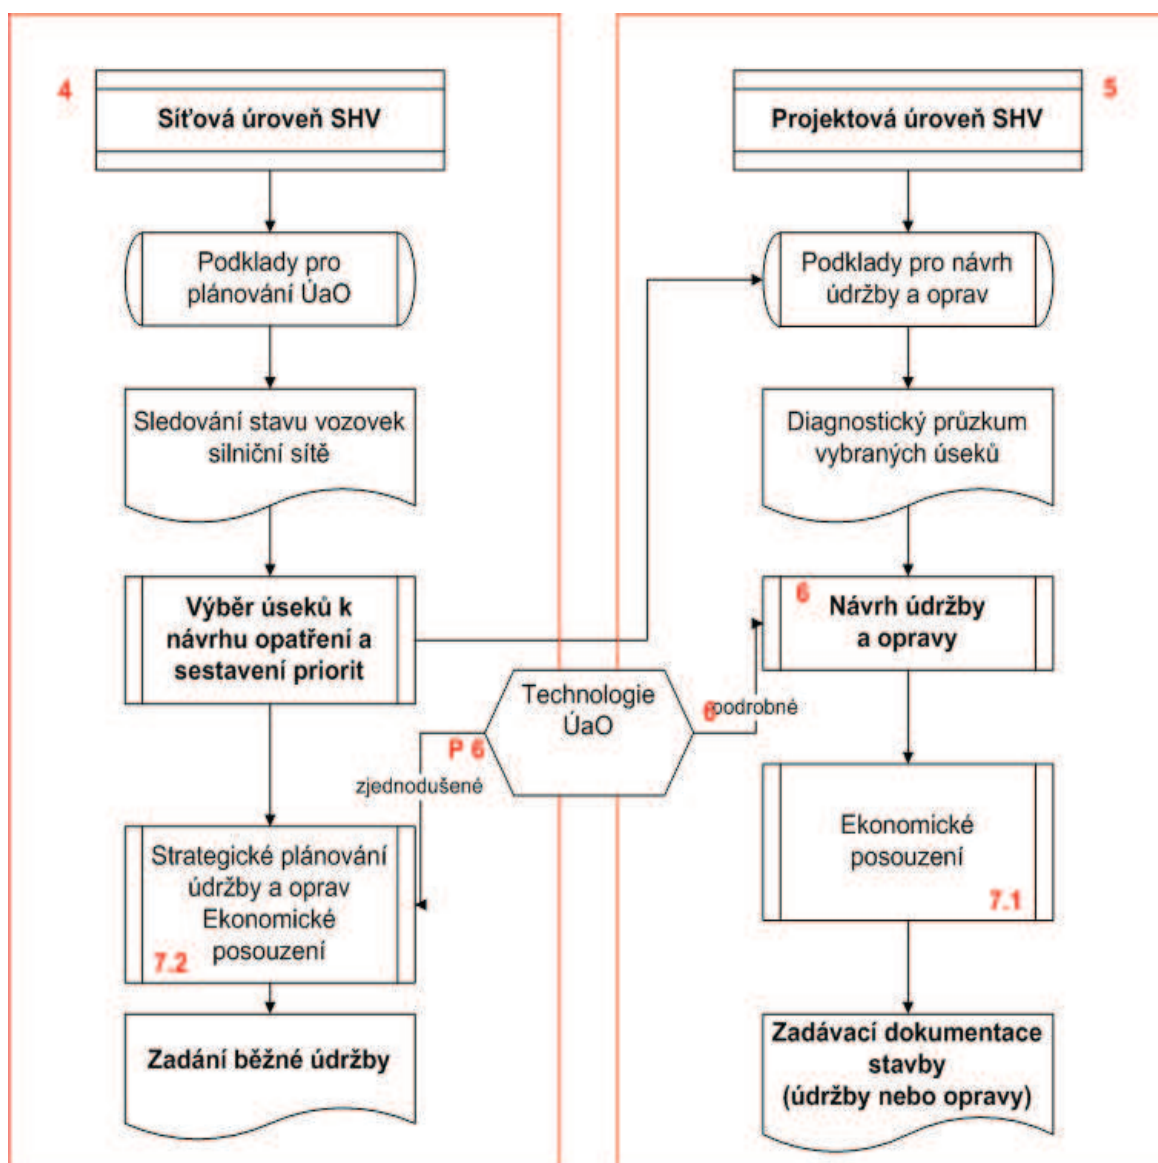 4
Síťová úroveň SHV
Podklady pro
plánování ÚaO
Sledování stavu vozovek
silniční sítě
Výběr úseků k
návrhu opatření a
sestavení priorit
Strategické plánování
údržby a oprav
Ekonomické
posouzení
7.2
Zadání běžné údržby
Technologie
ÚaO
P 6
zjednodušené
6
podrobné
5
Projektová úroveň SHV
Podklady pro návrh
údržby a oprav
Diagnostický průzkum
vybraných úseků
6
Návrh údržby
a opravy
Ekonomické
posouzení
7.1
Zadávací dokumentace
stavby
(údržby nebo opravy)